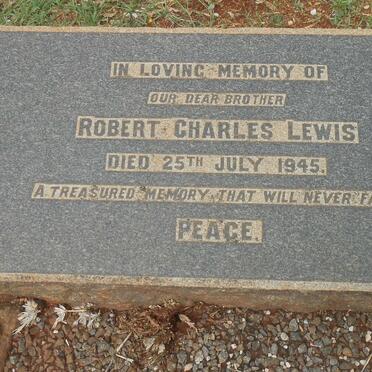 IN LOVING MEMORY OF
OUR DEAR BROTHER
ROBERT CHARLES LEWIS
DIED 25TH JULY 1945.
A TREASURED MEMORY THAT WILL NEVER FA
PEACE.